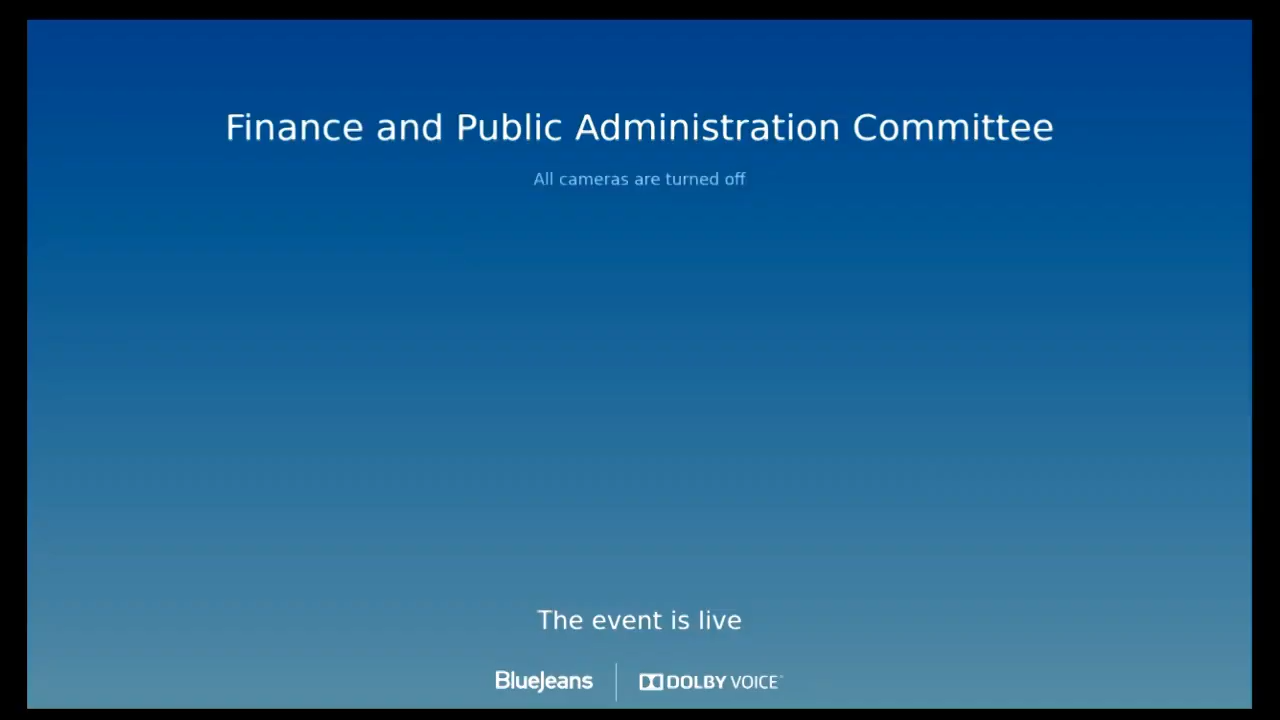 Finance and Public Administration Committee
All cameras are turned off
The event is live
BlueJeans
DOLBY VOICE